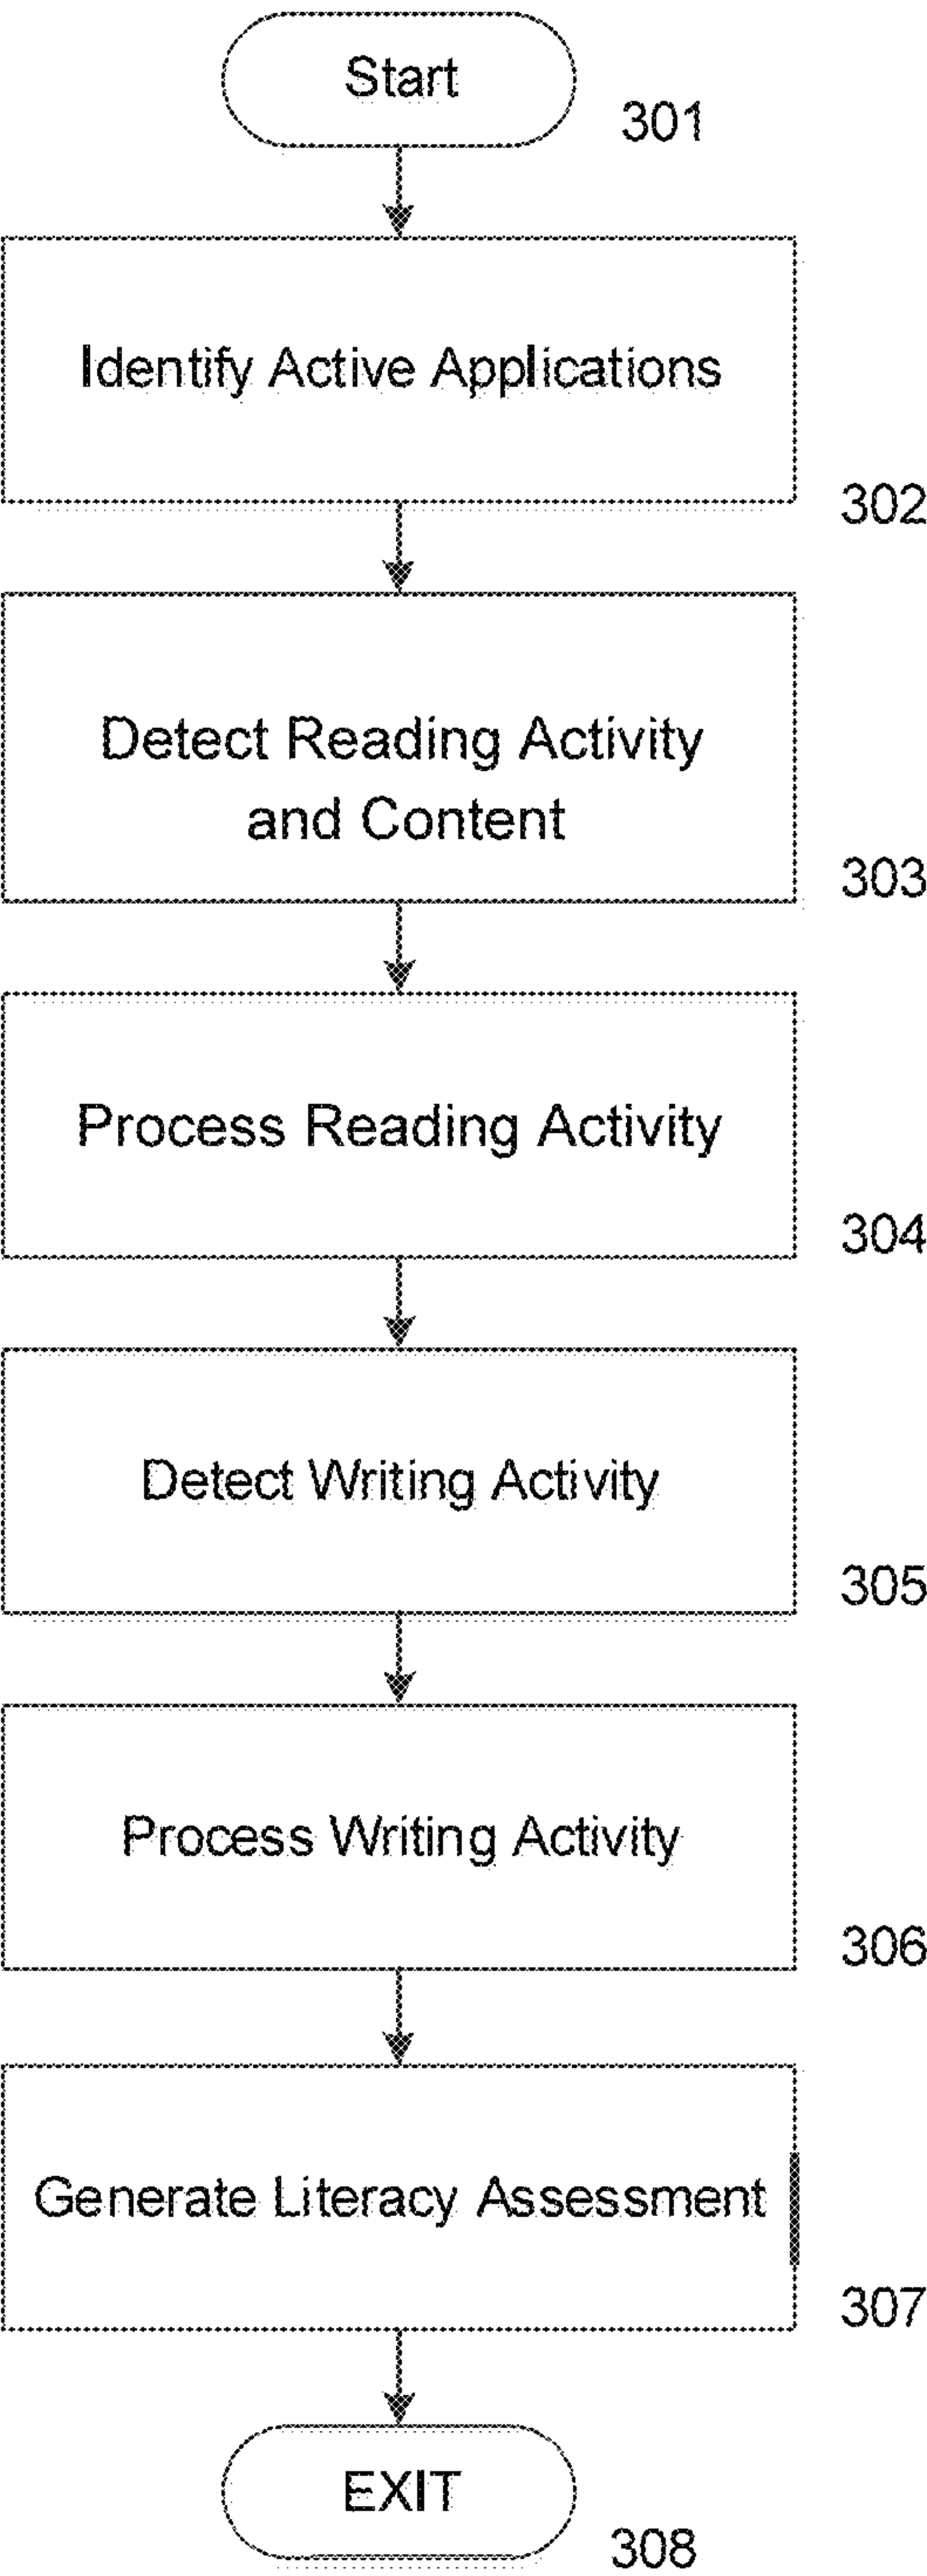 Start
301
Identify Active Applications
302
Detect Reading Activity
and Content
303
Process Reading Activity
304
Detect Writing Activity
305
Process Writing Activity
306
Generate Literacy Assessment
307
EXIT
308